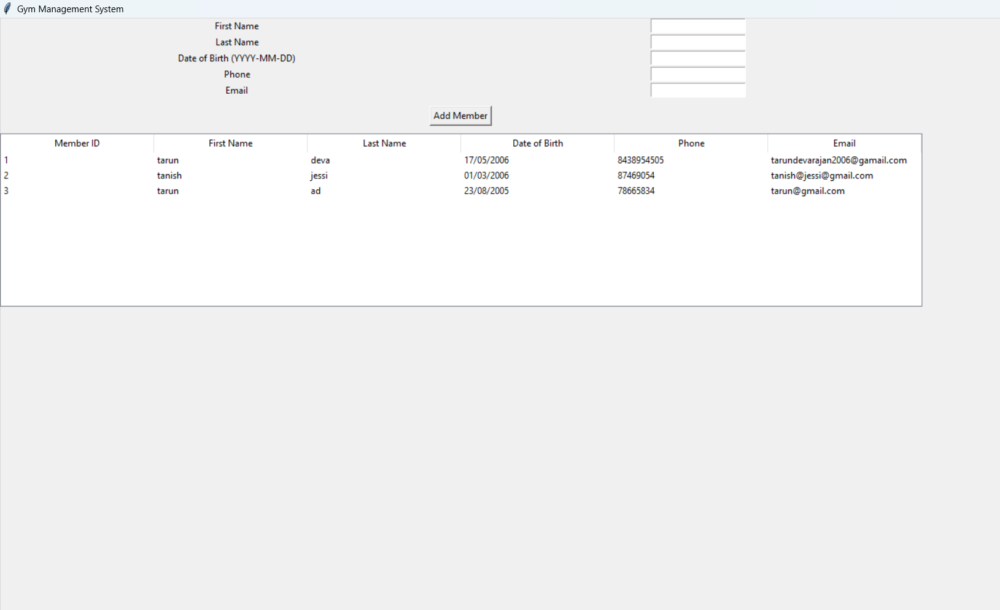 Gym Management System
First Name
Last Name
Date of Birth (YYYY-MM-DD)
Phone
Email
Add Member
Member ID First Name Last Name Date of Birth Phone Email
1 tarun deva 17/05/2006 8438954505 tarundevarajan2006@gamail.com
2 tanish jessi 01/03/2006 87469054 tanish@jessi@gmail.com
3 tarun ad 23/08/2005 78665834 tarun@gmail.com